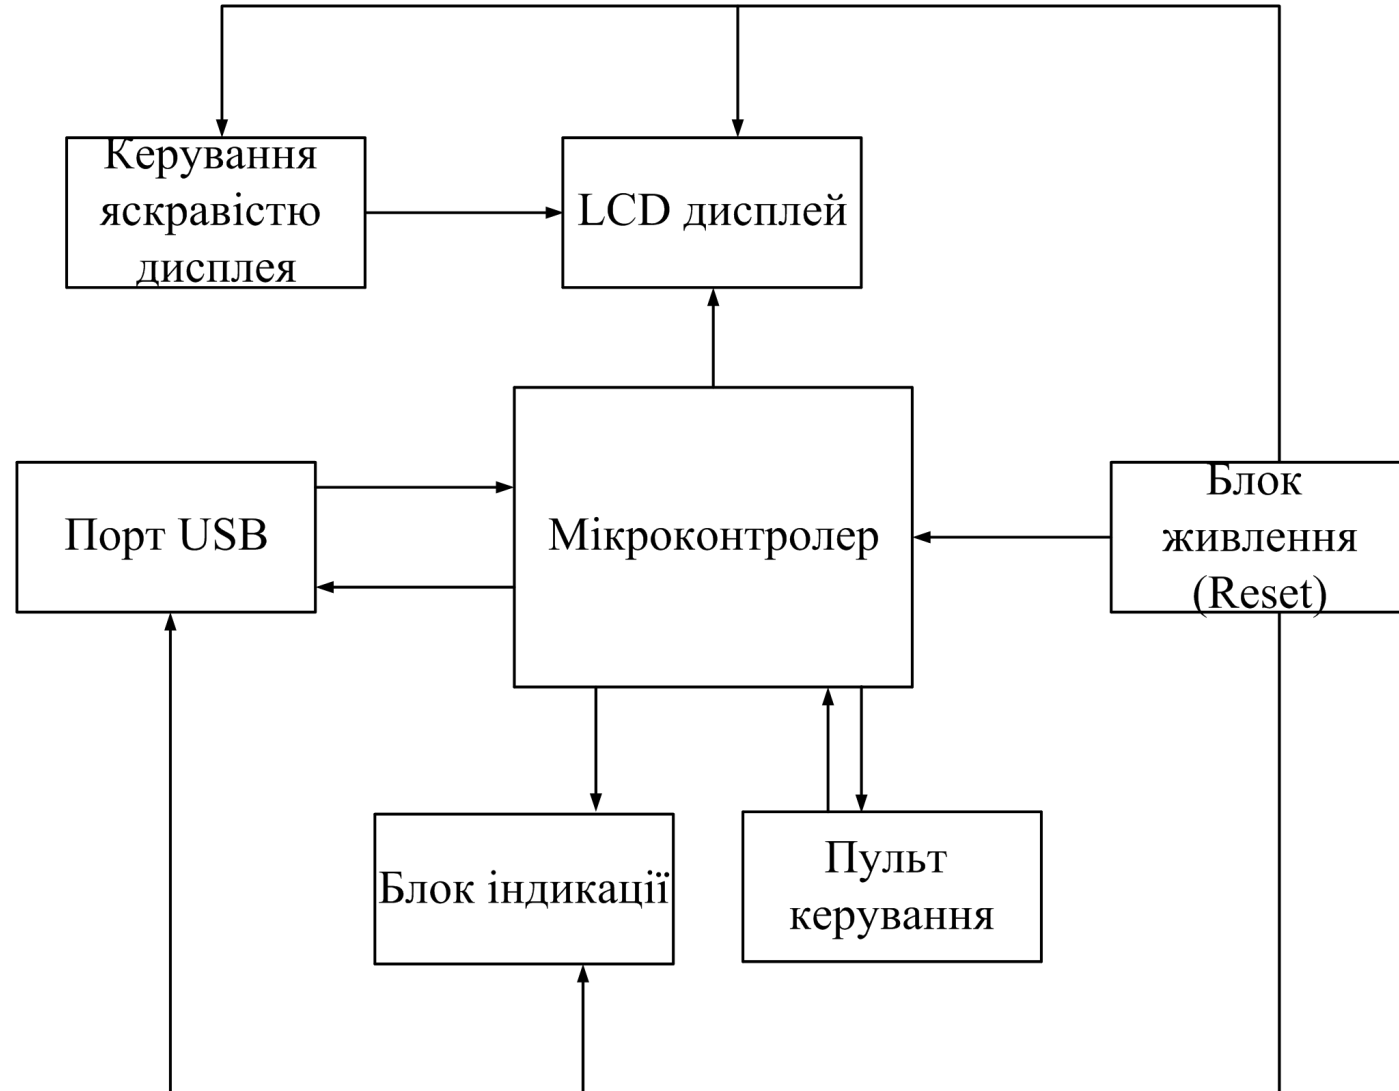 Керування
яскравістю
дисплея
LCD дисплей
Порт USB
Мікроконтролер
Блок
живлення
(Reset)
Блок індикації
Пульт
керування